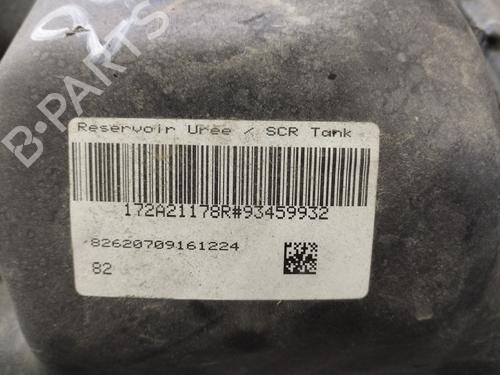 B-PARTS
Reservoir Uree / SCR Tank
172A21178R#93459932
82620709161224
82